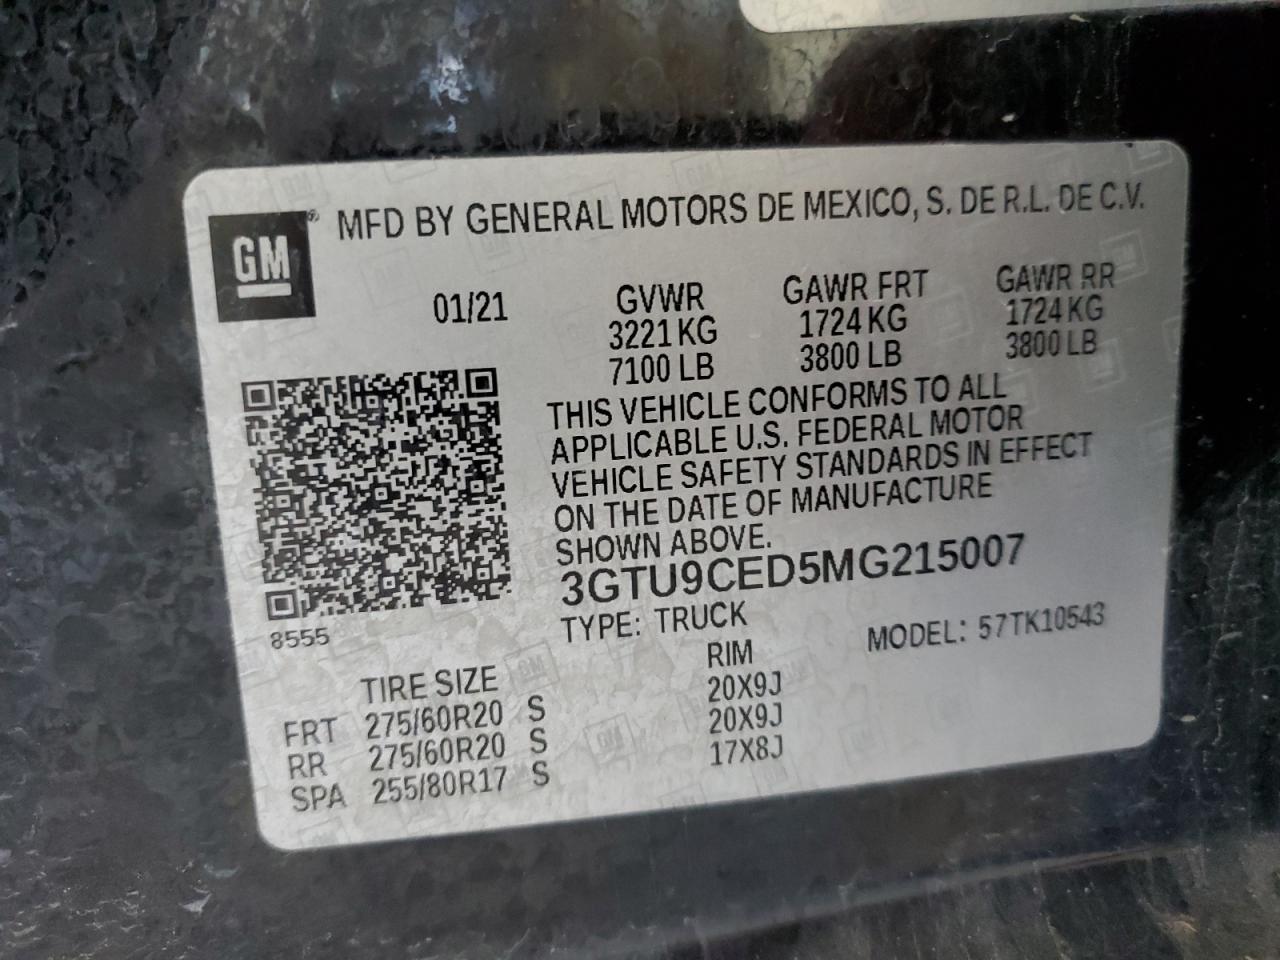 GM ® MFD BY GENERAL MOTORS DE MEXICO, S. DE R.L. DE C.V.
01/21 GVWR GAWR FRT GAWR RR
3221 KG 1724 KG 1724 KG
7100 LB 3800 LB 3800 LB
THIS VEHICLE CONFORMS TO ALL
APPLICABLE U.S. FEDERAL MOTOR
VEHICLE SAFETY STANDARDS IN EFFECT
ON THE DATE OF MANUFACTURE
SHOWN ABOVE.
3GTU9CED5MG215007
8555 TYPE: TRUCK MODEL: 57TK10543
TIRE SIZE RIM
FRT 275/60R20 S 20X9J
RR 275/60R20 S 20X9J
SPA 255/80R17 S 17X8J